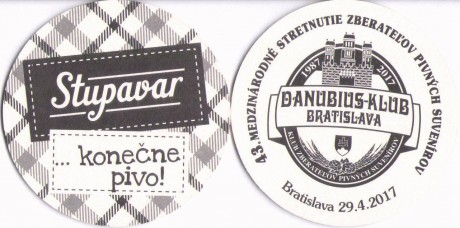 Stupavar
... konečne
pivo!
43.MEDZINÁRODNÉ STRETNUTIE ZBERATEĽOV PIVNÝCH SUVENÍROV
1987 2017
DANUBIUS-KLUB
BRATISLAVA
KLUB ZBERATEĽOV PIVNÝCH SUVENÍROV
Bratislava 29.4.2017